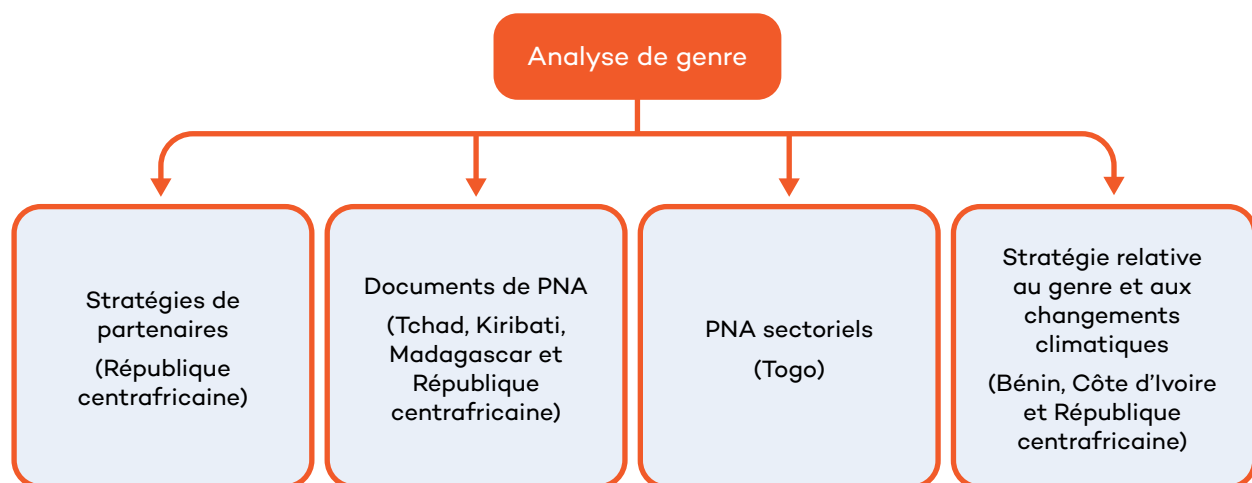 Analyse de genre
Stratégies de
partenaires
(République
centrafricaine)
Documents de PNA
(Tchad, Kiribati,
Madagascar et
République
centrafricaine)
PNA sectoriels
(Togo)
Stratégie relative
au genre et aux
changements
climatiques
(Bénin, Côte d’Ivoire
et République
centrafricaine)